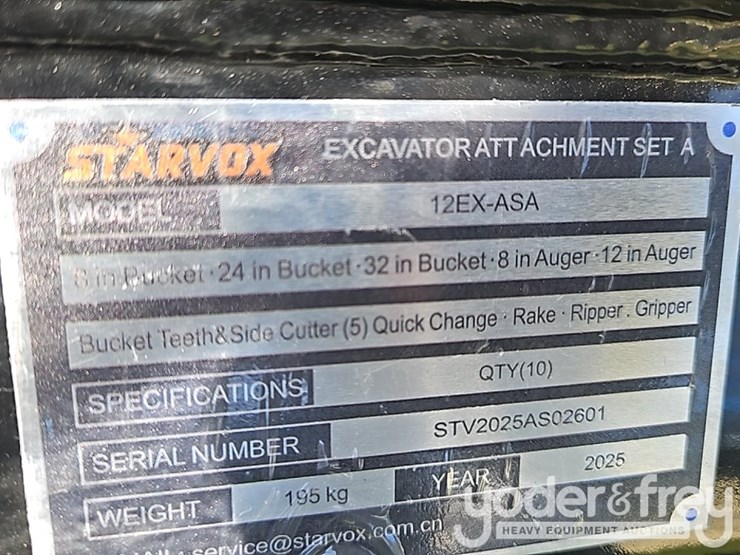 STARVOX EXCAVATOR ATTACHMENT SET A
MODEL 12EX-ASA
8 in Bucket · 24 in Bucket · 32 in Bucket · 8 in Auger · 12 in Auger
Bucket Teeth&Side Cutter (5) Quick Change · Rake · Ripper . Gripper
SPECIFICATIONS QTY(10)
SERIAL NUMBER STV2025AS02601
WEIGHT 195 kg YEAR 2025
service@starvox.com.cn
yoder&frey
HEAVY EQUIPMENT AUCTIONS